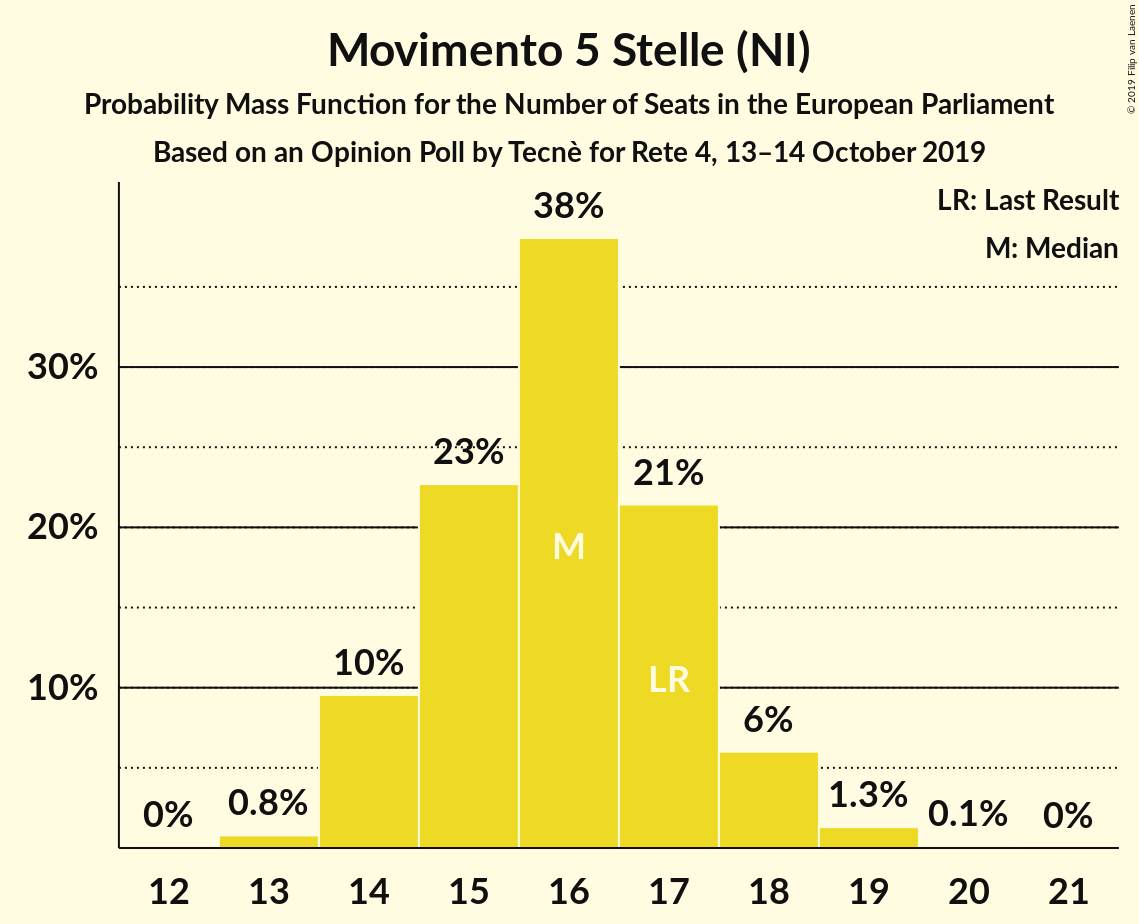 Movimento 5 Stelle (NI)
Probability Mass Function for the Number of Seats in the European Parliament
Based on an Opinion Poll by Tecnè for Rete 4, 13–14 October 2019
© 2019 Filip van Laenen
LR: Last Result
M: Median
38%
30%
23%
21%
20%
M
10%
LR
10%
6%
0%
0.8%
1.3%
0.1%
0%
12 13 14 15 16 17 18 19 20 21